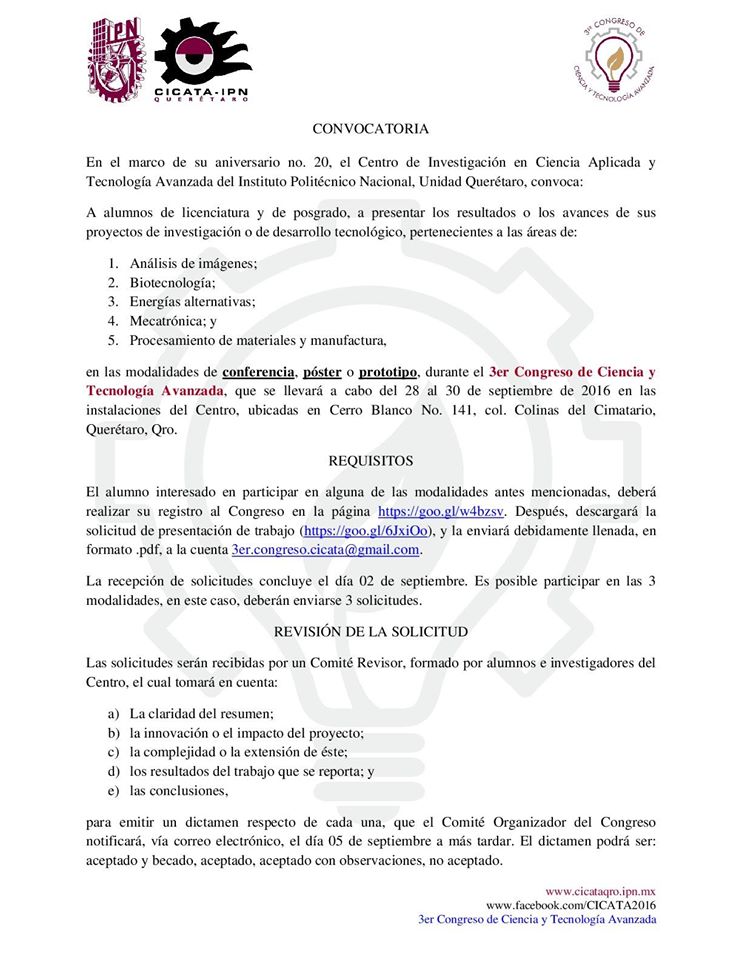 IPN
CICATA-IPN
QUERÉTARO
3er CONGRESO DE
CIENCIA Y TECNOLOGÍA AVANZADA
CONVOCATORIA
En el marco de su aniversario no. 20, el Centro de Investigación en Ciencia Aplicada y
Tecnología Avanzada del Instituto Politécnico Nacional, Unidad Querétaro, convoca:
A alumnos de licenciatura y de posgrado, a presentar los resultados o los avances de sus
proyectos de investigación o de desarrollo tecnológico, pertenecientes a las áreas de:
1. Análisis de imágenes;
2. Biotecnología;
3. Energías alternativas;
4. Mecatrónica; y
5. Procesamiento de materiales y manufactura,
en las modalidades de conferencia, póster o prototipo, durante el 3er Congreso de Ciencia y
Tecnología Avanzada, que se llevará a cabo del 28 al 30 de septiembre de 2016 en las
instalaciones del Centro, ubicadas en Cerro Blanco No. 141, col. Colinas del Cimatario,
Querétaro, Qro.
REQUISITOS
El alumno interesado en participar en alguna de las modalidades antes mencionadas, deberá
realizar su registro al Congreso en la página https://goo.gl/w4bzsv. Después, descargará la
solicitud de presentación de trabajo (https://goo.gl/6JxiOo), y la enviará debidamente llenada, en
formato .pdf, a la cuenta 3er.congreso.cicata@gmail.com.
La recepción de solicitudes concluye el día 02 de septiembre. Es posible participar en las 3
modalidades, en este caso, deberán enviarse 3 solicitudes.
REVISIÓN DE LA SOLICITUD
Las solicitudes serán recibidas por un Comité Revisor, formado por alumnos e investigadores del
Centro, el cual tomará en cuenta:
a) La claridad del resumen;
b) la innovación o el impacto del proyecto;
c) la complejidad o la extensión de éste;
d) los resultados del trabajo que se reporta; y
e) las conclusiones,
para emitir un dictamen respecto de cada una, que el Comité Organizador del Congreso
notificará, vía correo electrónico, el día 05 de septiembre a más tardar. El dictamen podrá ser:
aceptado y becado, aceptado, aceptado con observaciones, no aceptado.
www.cicataqro.ipn.mx
www.facebook.com/CICATA2016
3er Congreso de Ciencia y Tecnología Avanzada